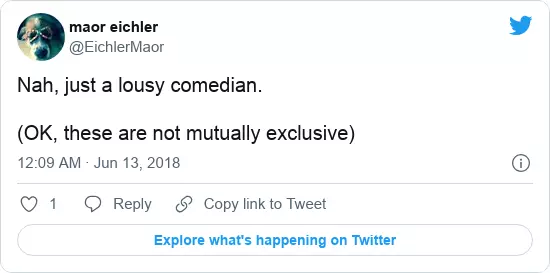 maor eichler
@EichlerMaor
Nah, just a lousy comedian.
(OK, these are not mutually exclusive)
12:09 AM · Jun 13, 2018
1 Reply Copy link to Tweet
Explore what's happening on Twitter